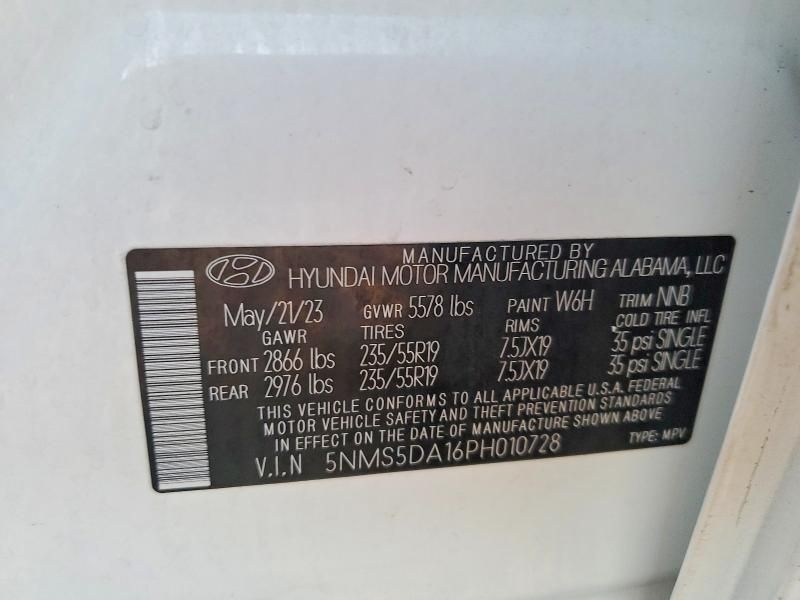 MANUFACTURED BY
HYUNDAI MOTOR MANUFACTURING ALABAMA, LLC
May/21/23 GVWR 5578 lbs PAINT W6H TRIM NNB
GAWR TIRES RIMS COLD TIRE INFL
FRONT 2866 lbs 235/55R19 7.5JX19 35 psi SINGLE
REAR 2976 lbs 235/55R19 7.5JX19 35 psi SINGLE
THIS VEHICLE CONFORMS TO ALL APPLICABLE U.S.A. FEDERAL
MOTOR VEHICLE SAFETY AND THEFT PREVENTION STANDARDS
IN EFFECT ON THE DATE OF MANUFACTURE SHOWN ABOVE
V.I.N 5NMS5DA16PH010728 TYPE: MPV